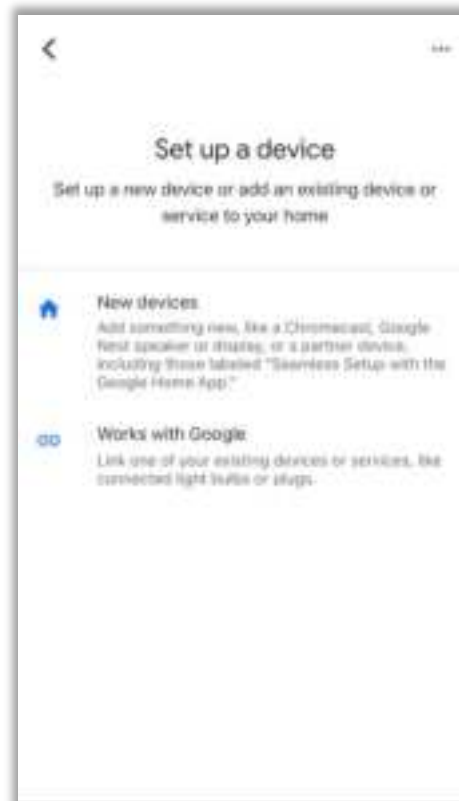 Set up a device
Set up a new device or add an existing device or
service to your home
New devices
Add something new, like a Chromecast, Google
Nest speaker or display, or a partner device,
including those labeled "Seamless Setup with the
Google Home App."
Works with Google
Link one of your existing devices or services, like
connected light bulbs or plugs.